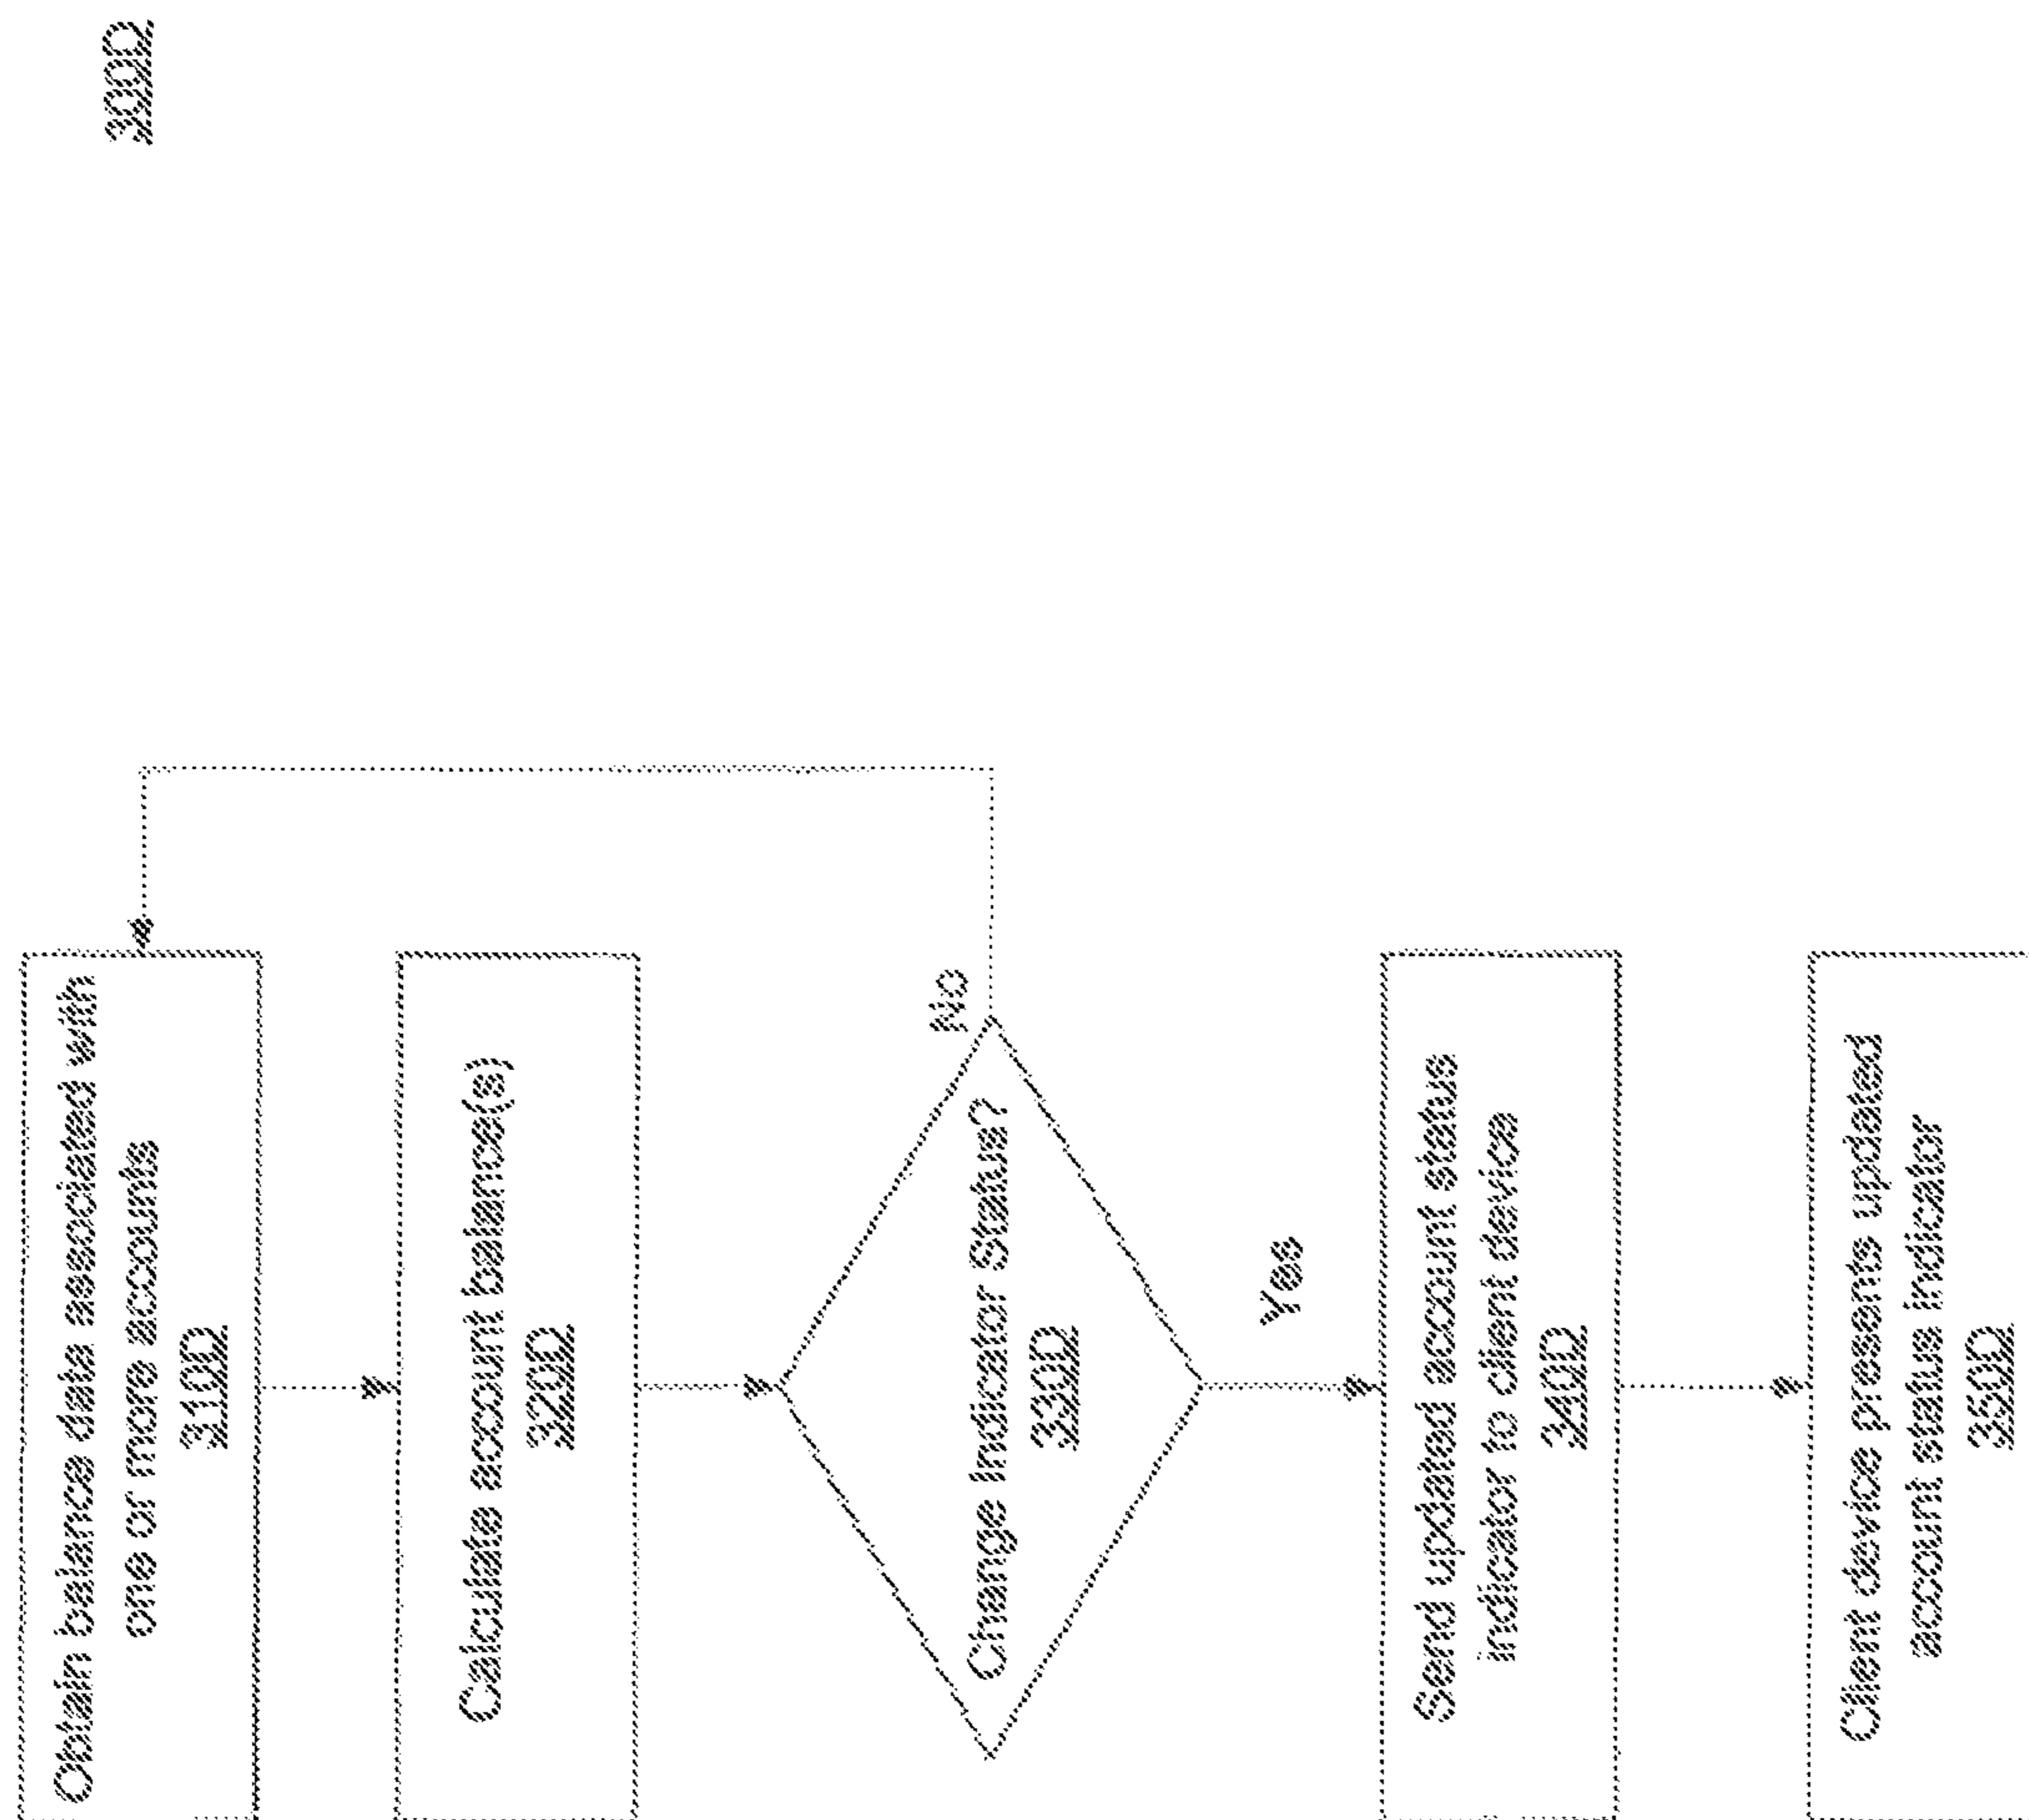 300D
Obtain balance data associated with
one or more accounts
310D
Calculate account balance(s)
320D
Change Indicator Status?
330D
No
Yes
Send updated account status
indicator to client device
340D
Client device presents updated
account status indicator
350D